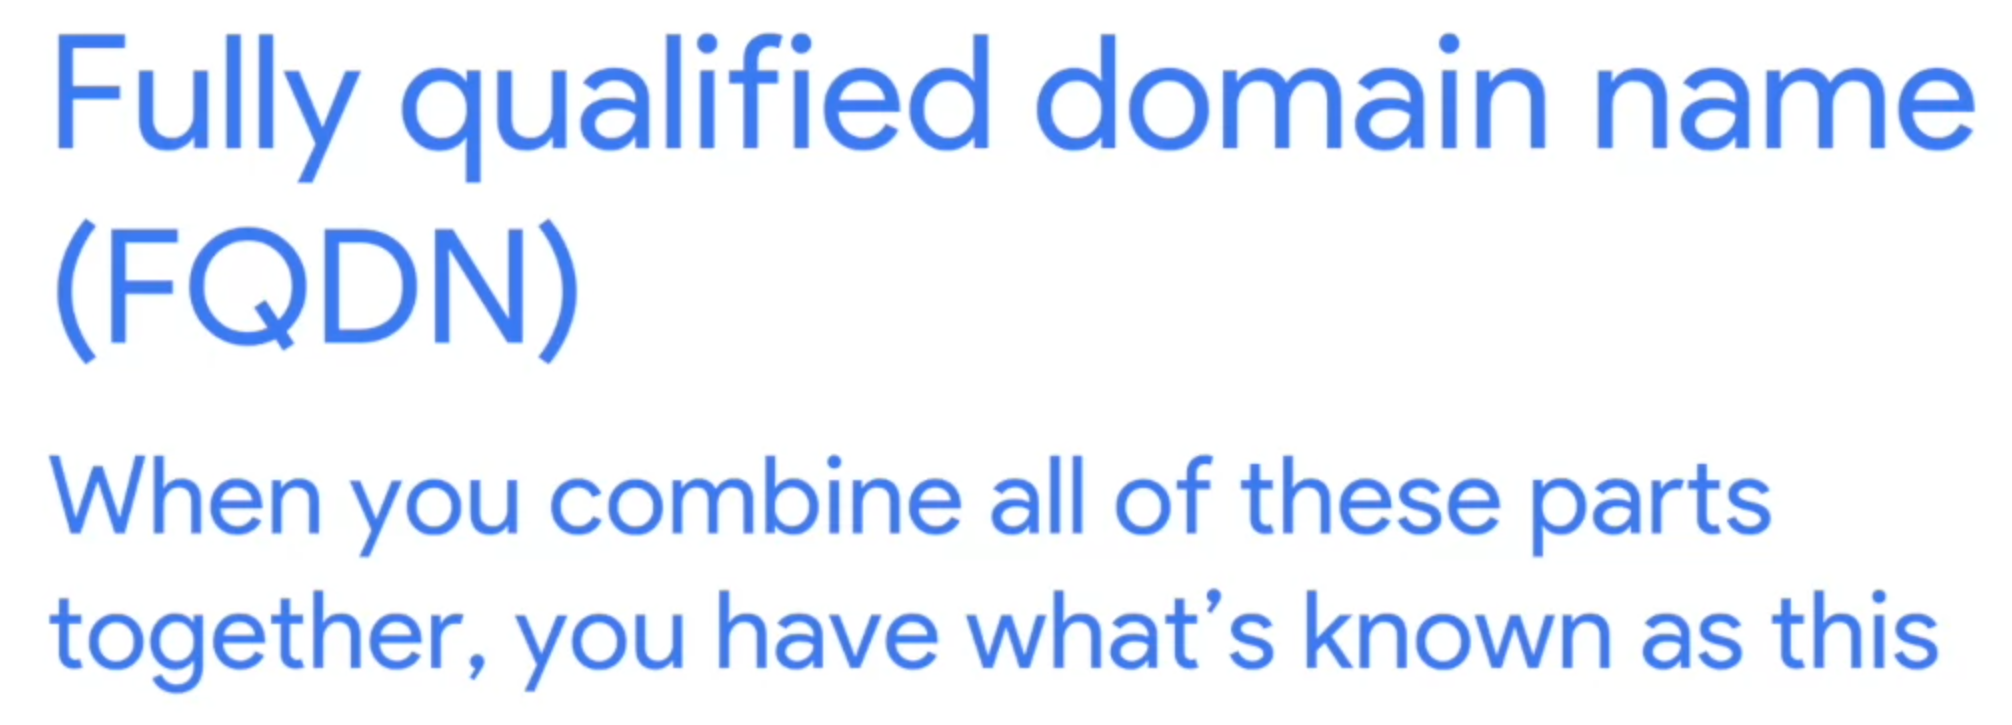 Fully qualified domain name
(FQDN)
When you combine all of these parts
together, you have what’s known as this